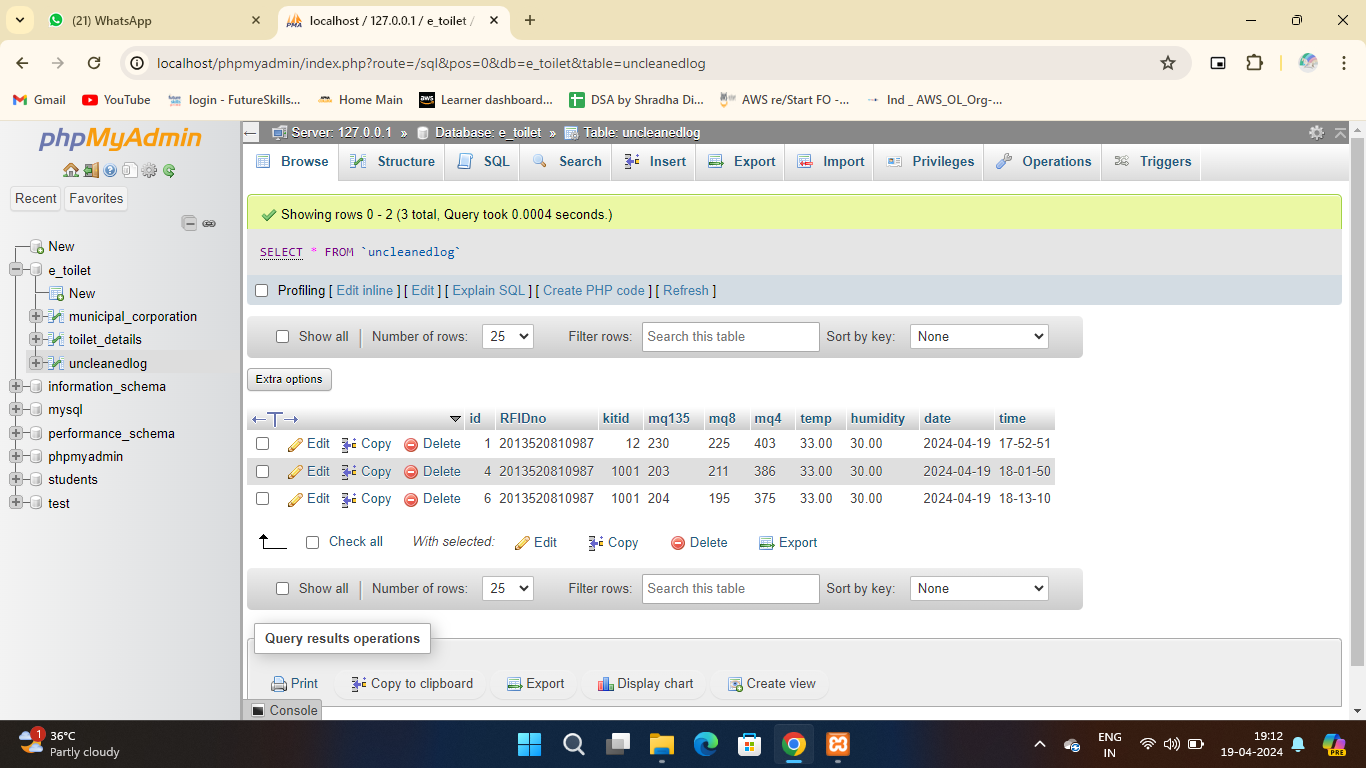 (21) WhatsApp
localhost / 127.0.0.1 / e_toilet /
localhost/phpmyadmin/index.php?route=/sql&pos=0&db=e_toilet&table=uncleanedlog
Gmail YouTube login - FutureSkills... Home Main Learner dashboard... DSA by Shradha Di... AWS re/Start FO -... Ind _ AWS_OL_Org-...
phpMyAdmin
Recent Favorites
New
e_toilet
New
municipal_corporation
toilet_details
uncleanedlog
information_schema
mysql
performance_schema
phpmyadmin
students
test
Server: 127.0.0.1 » Database: e_toilet » Table: uncleanedlog
Browse Structure SQL Search Insert Export Import Privileges Operations Triggers
Showing rows 0 - 2 (3 total, Query took 0.0004 seconds.)
SELECT * FROM `uncleanedlog`
Profiling [ Edit inline ] [ Edit ] [ Explain SQL ] [ Create PHP code ] [ Refresh ]
Show all Number of rows: 25 Filter rows: Search this table Sort by key: None
Extra options
id RFIDno kitid mq135 mq8 mq4 temp humidity date time
Edit Copy Delete 1 2013520810987 12 230 225 403 33.00 30.00 2024-04-19 17-52-51
Edit Copy Delete 4 2013520810987 1001 203 211 386 33.00 30.00 2024-04-19 18-01-50
Edit Copy Delete 6 2013520810987 1001 204 195 375 33.00 30.00 2024-04-19 18-13-10
Check all With selected: Edit Copy Delete Export
Show all Number of rows: 25 Filter rows: Search this table Sort by key: None
Query results operations
Print Copy to clipboard Export Display chart Create view
Console
1
36°C
Partly cloudy
ENG
IN
19:12
19-04-2024
PRE